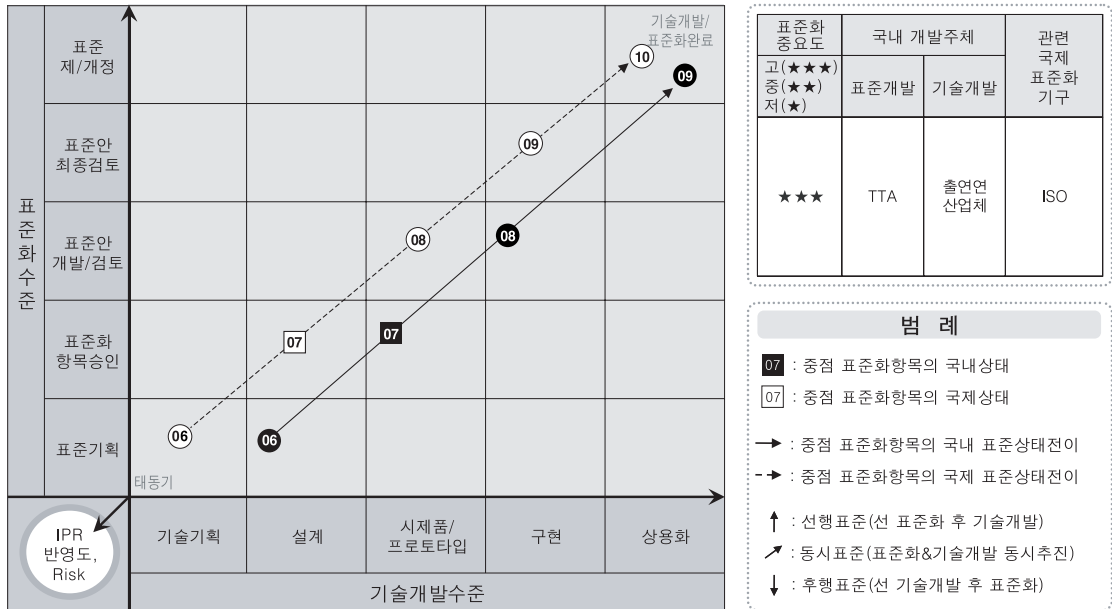 표준화수준
표준
제/개정
표준안
최종검토
표준안
개발/검토
표준화
항목승인
표준기획
기술개발/
표준화완료
10
09
09
08
08
07
07
06
06
태동기
IPR
반영도,
Risk
기술기획
설계
시제품/
프로토타입
구현
상용화
기술개발수준
표준화
중요도
고(★★★)
중(★★)
저(★)
국내 개발주체
표준개발
기술개발
관련
국제
표준화
기구
★★★
TTA
출연연
산업체
ISO
범 례
07 : 중점 표준화항목의 국내상태
07 : 중점 표준화항목의 국제상태
: 중점 표준화항목의 국내 표준상태전이
: 중점 표준화항목의 국제 표준상태전이
: 선행표준(선 표준화 후 기술개발)
: 동시표준(표준화&기술개발 동시추진)
: 후행표준(선 기술개발 후 표준화)